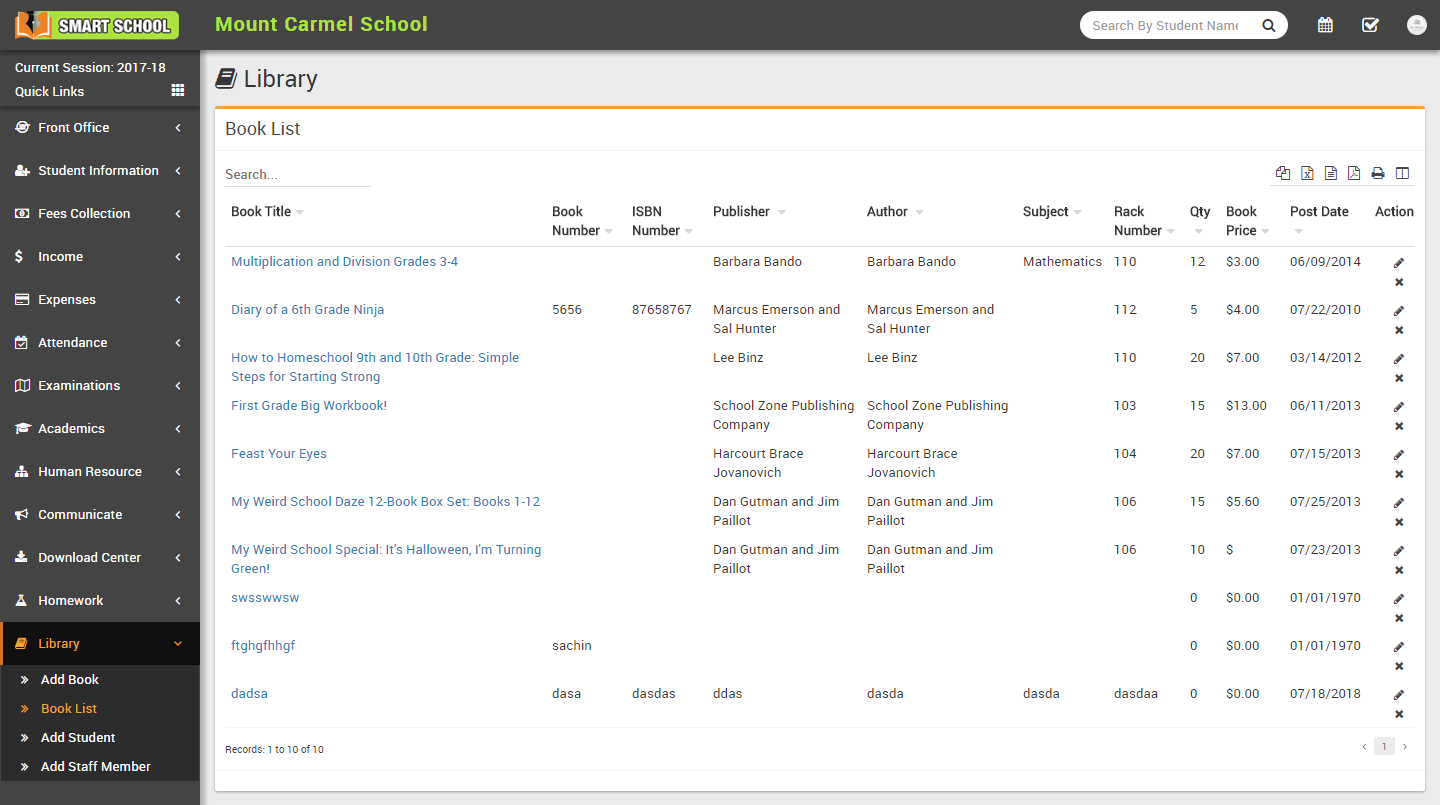 SMART SCHOOL
Mount Carmel School
Search By Student Name
Current Session: 2017-18
Quick Links
Front Office
Student Information
Fees Collection
Income
Expenses
Attendance
Examinations
Academics
Human Resource
Communicate
Download Center
Homework
Library
Add Book
Book List
Add Student
Add Staff Member
Library
Book List
Search...
Book Title Book Number ISBN Number Publisher Author Subject Rack Number Qty Book Price Post Date Action
Multiplication and Division Grades 3-4 Barbara Bando Barbara Bando Mathematics 110 12 $3.00 06/09/2014
Diary of a 6th Grade Ninja 5656 87658767 Marcus Emerson and Sal Hunter Marcus Emerson and Sal Hunter 112 5 $4.00 07/22/2010
How to Homeschool 9th and 10th Grade: Simple Steps for Starting Strong Lee Binz Lee Binz 110 20 $7.00 03/14/2012
First Grade Big Workbook! School Zone Publishing Company School Zone Publishing Company 103 15 $13.00 06/11/2013
Feast Your Eyes Harcourt Brace Jovanovich Harcourt Brace Jovanovich 104 20 $7.00 07/15/2013
My Weird School Daze 12-Book Box Set: Books 1-12 Dan Gutman and Jim Paillot Dan Gutman and Jim Paillot 106 15 $5.60 07/25/2013
My Weird School Special: It's Halloween, I'm Turning Green! Dan Gutman and Jim Paillot Dan Gutman and Jim Paillot 106 10 $ 07/23/2013
swsswwsw 0 $0.00 01/01/1970
ftghgfhhgf sachin 0 $0.00 01/01/1970
dadsa dasa dasdas ddas dasda dasda dasdaa 0 $0.00 07/18/2018
Records: 1 to 10 of 10
1